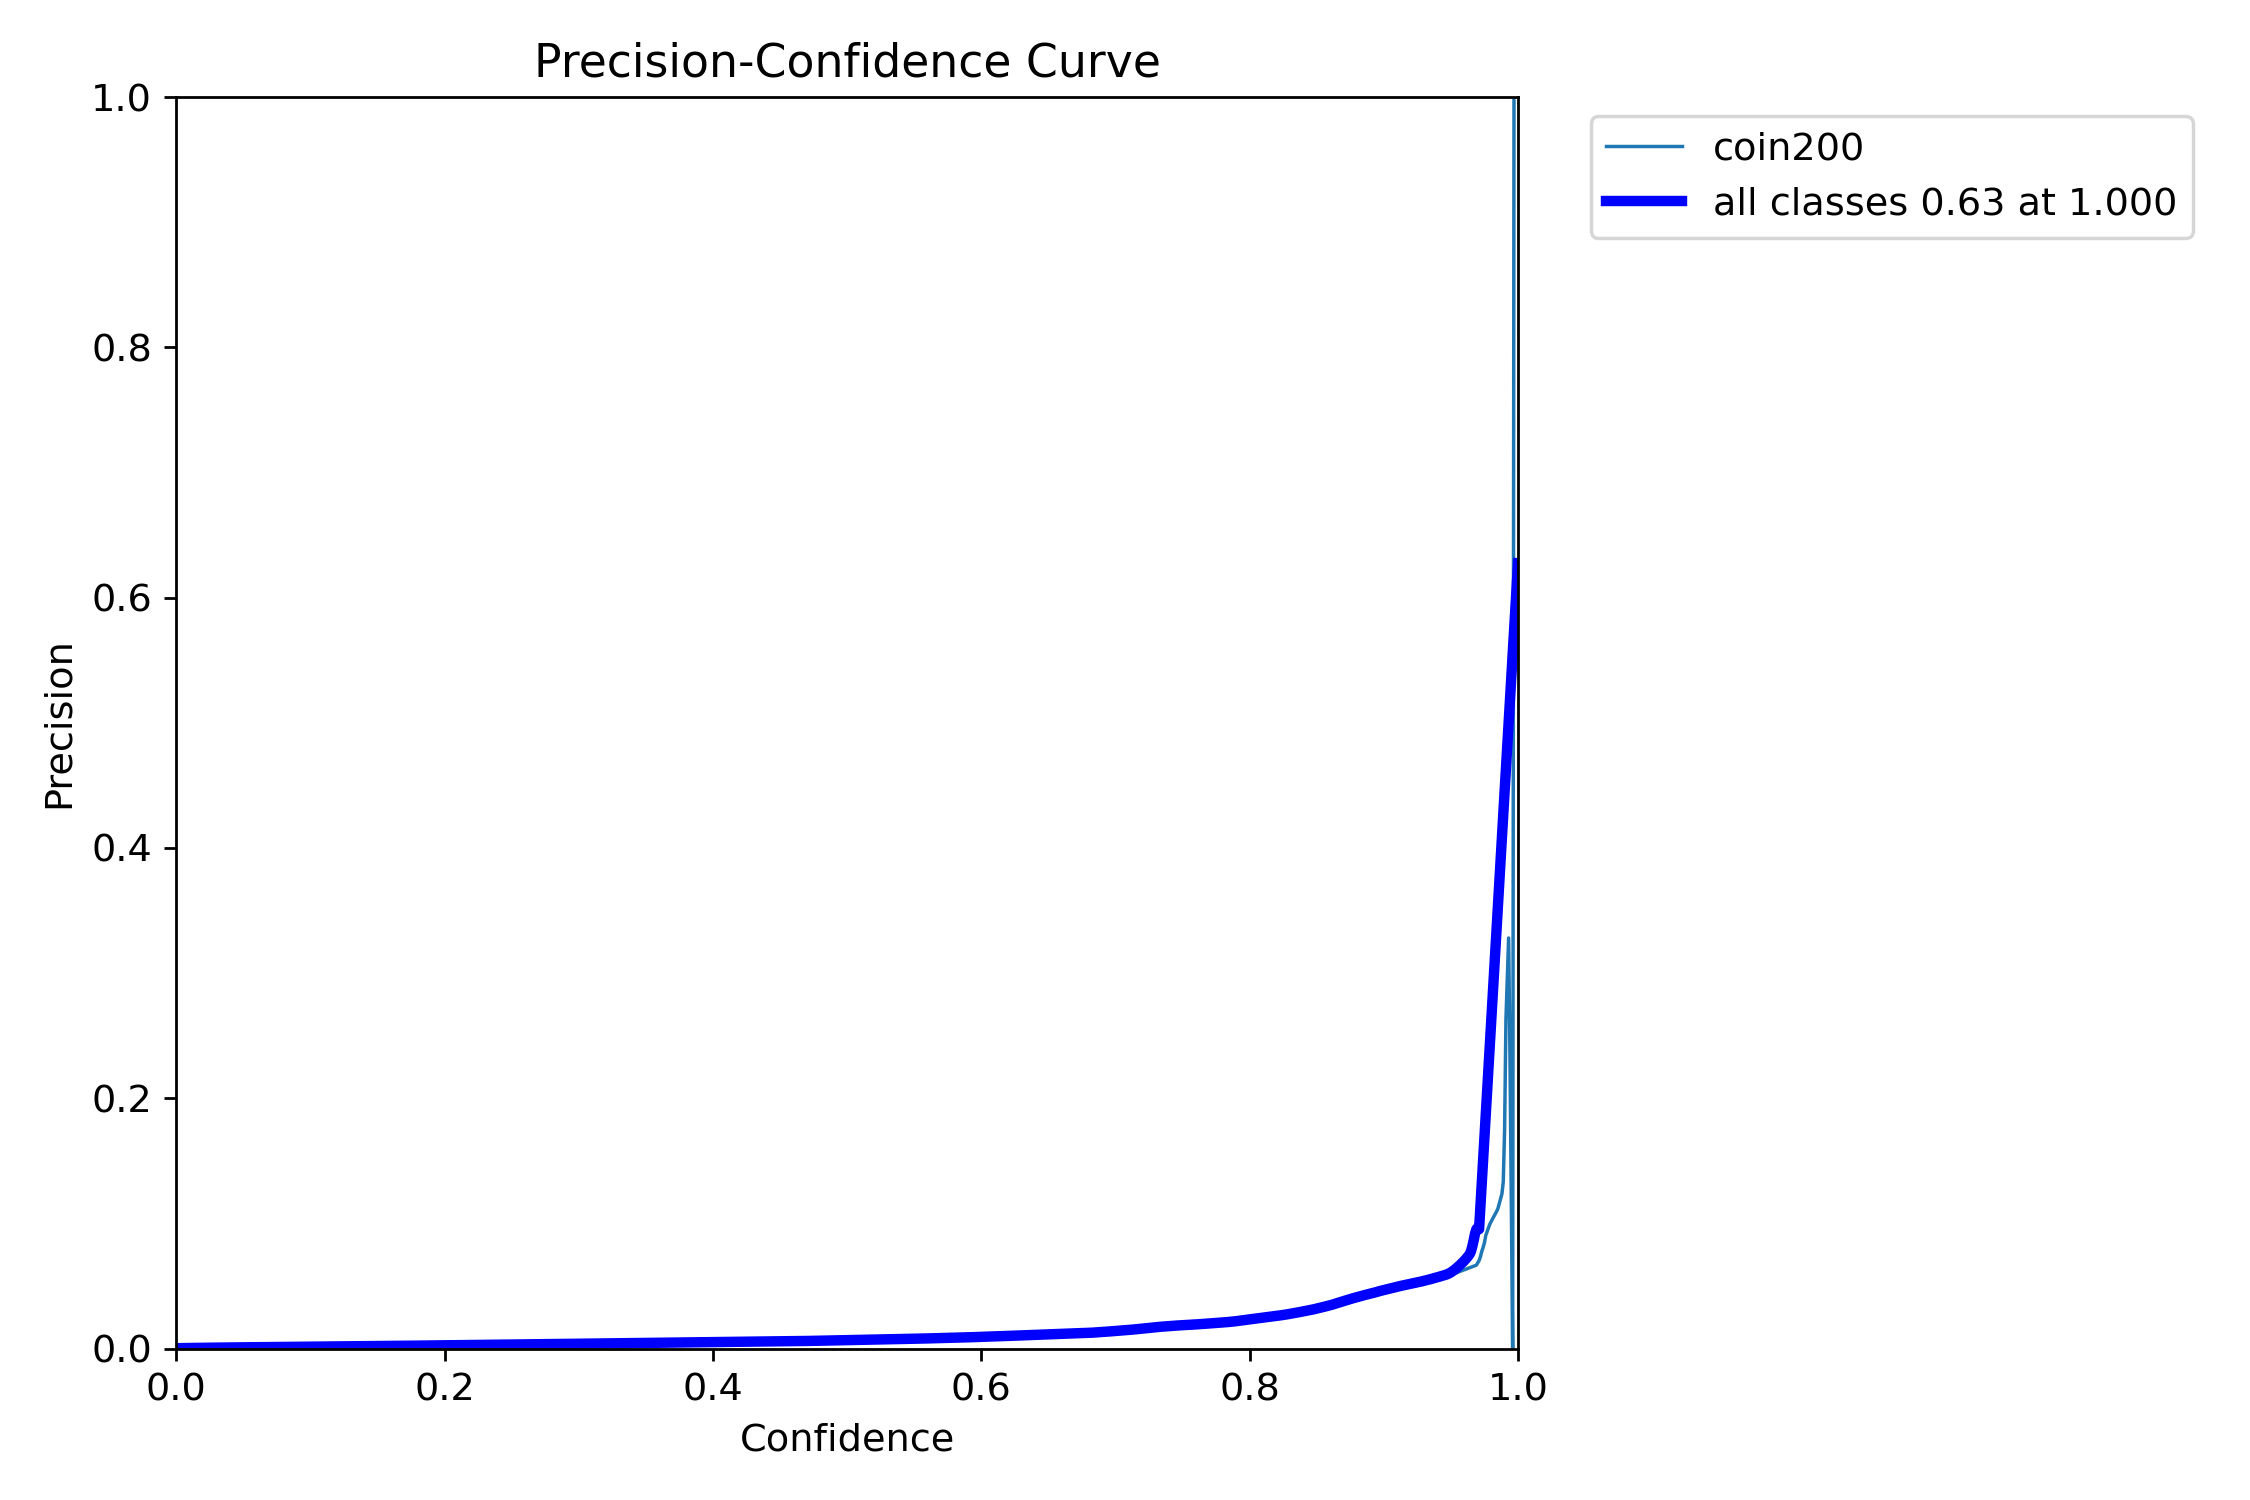 Precision-Confidence Curve
1.0
0.8
0.6
0.4
0.2
0.0
Precision
0.0 0.2 0.4 0.6 0.8 1.0
Confidence
coin200
all classes 0.63 at 1.000